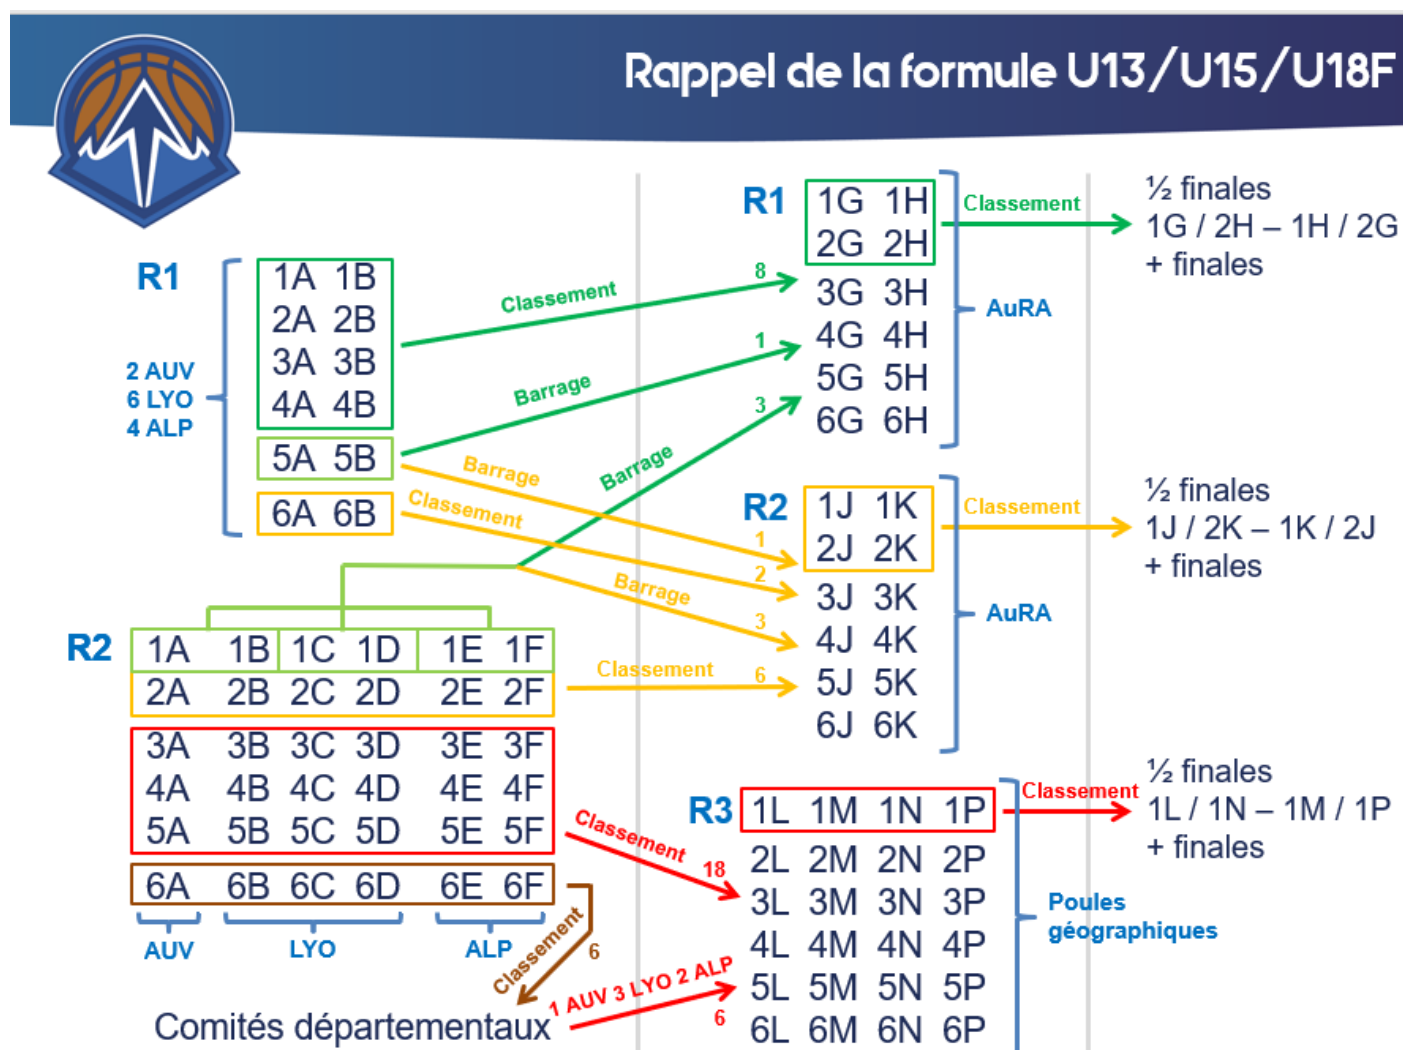 Rappel de la formule U13/U15/U18F
R1
2 AUV
6 LYO
4 ALP
1A 1B
2A 2B
3A 3B
4A 4B
5A 5B
6A 6B
Classement
8
Barrage
1
Barrage
3
Barrage
1
Classement
2
Barrage
3
Classement
6
R2
1A 1B 1C 1D 1E 1F
2A 2B 2C 2D 2E 2F
3A 3B 3C 3D 3E 3F
4A 4B 4C 4D 4E 4F
5A 5B 5C 5D 5E 5F
6A 6B 6C 6D 6E 6F
AUV LYO ALP
Classement
18
Classement
6
Comités départementaux
1 AUV 3 LYO 2 ALP
6
R1
1G 1H
2G 2H
3G 3H
4G 4H
5G 5H
6G 6H
AuRA
Classement
½ finales
1G / 2H – 1H / 2G
+ finales
R2
1J 1K
2J 2K
3J 3K
4J 4K
5J 5K
6J 6K
AuRA
Classement
½ finales
1J / 2K – 1K / 2J
+ finales
R3
1L 1M 1N 1P
2L 2M 2N 2P
3L 3M 3N 3P
4L 4M 4N 4P
5L 5M 5N 5P
6L 6M 6N 6P
Poules
géographiques
Classement
½ finales
1L / 1N – 1M / 1P
+ finales